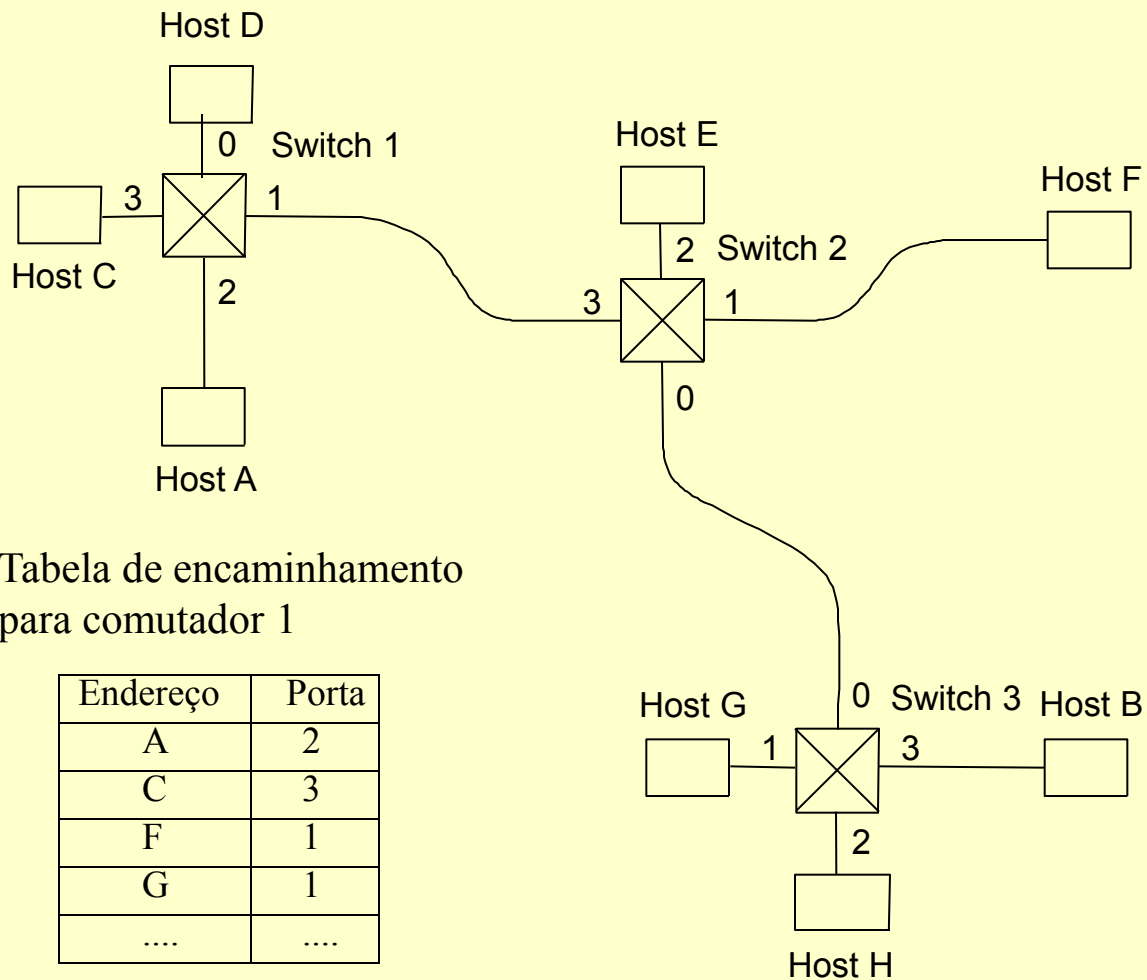 Host D
0 Switch 1
Host E
Host F
3 1
2 Switch 2
Host C
2
3 1
0
Host A
Tabela de encaminhamento
para comutador 1
Endereço Porta
A 2
C 3
F 1
G 1
.... ....
Host G 0 Switch 3 Host B
1 3
2
Host H